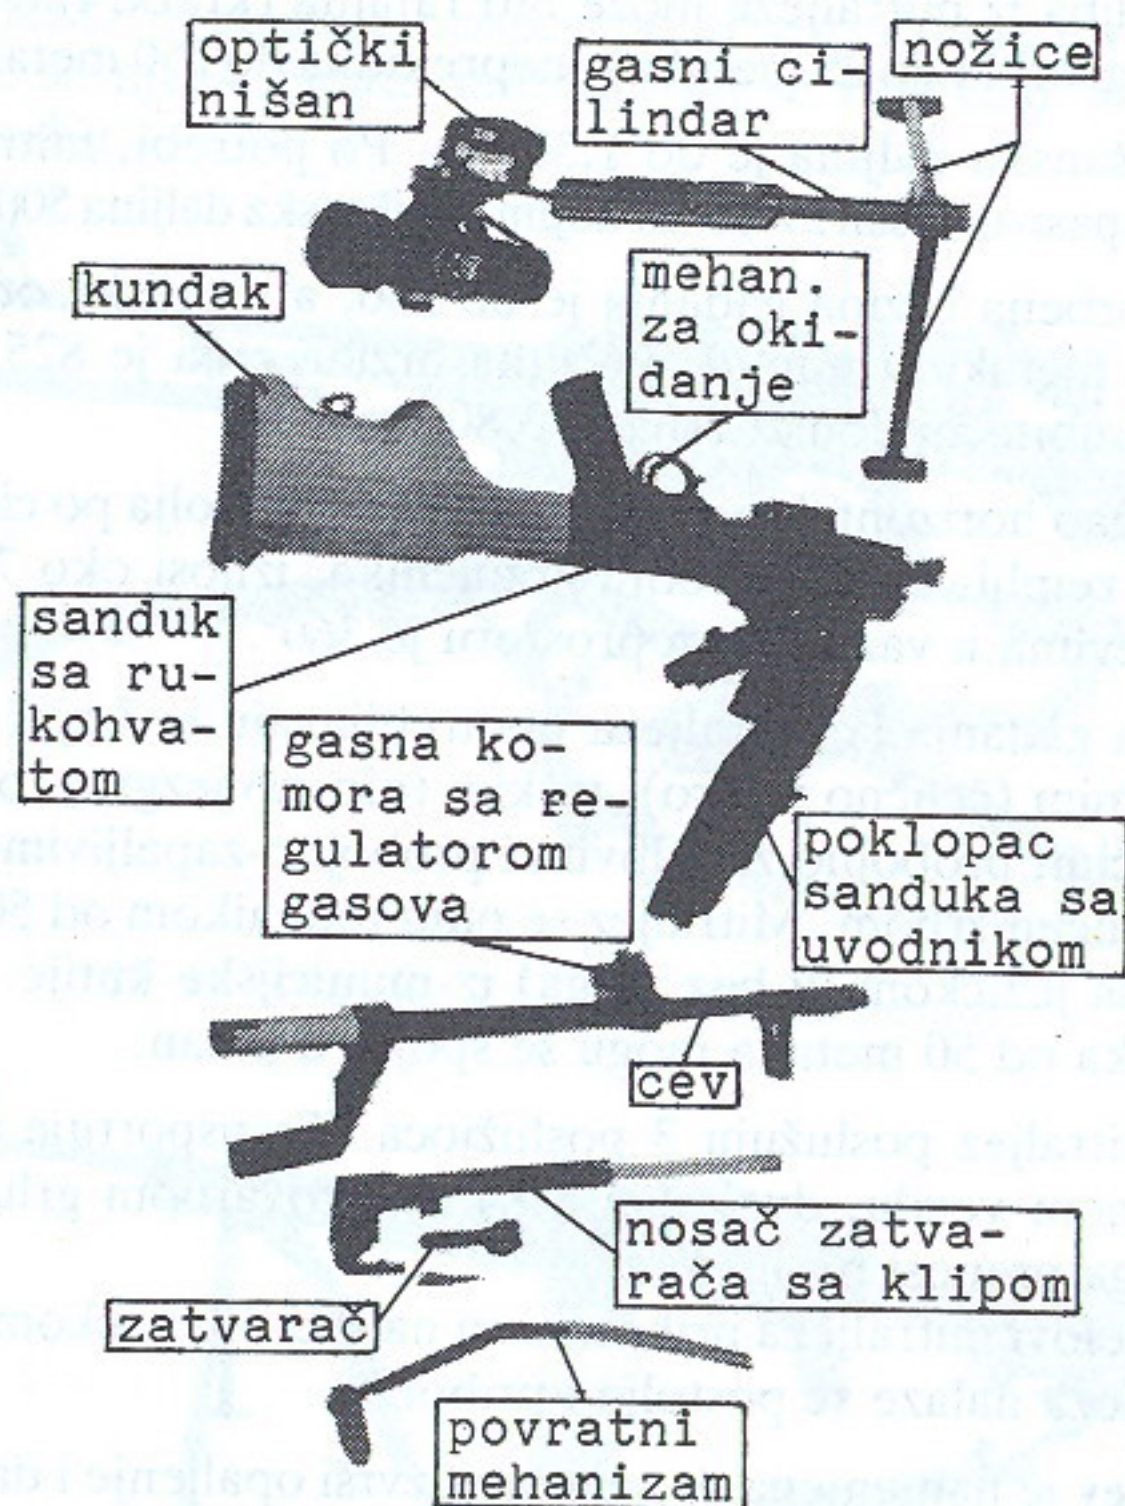 optički
nišan
gasni ci-
lindar
nožice
kundak
mehan.
za oki-
danje
sanduk
sa ru-
kohva-
tom
gasna ko-
mora sa re-
gulatorom
gasova
poklopac
sanduka sa
uvodnikom
cev
nosač zatva-
rača sa klipom
zatvarač
povratni
mehanizam